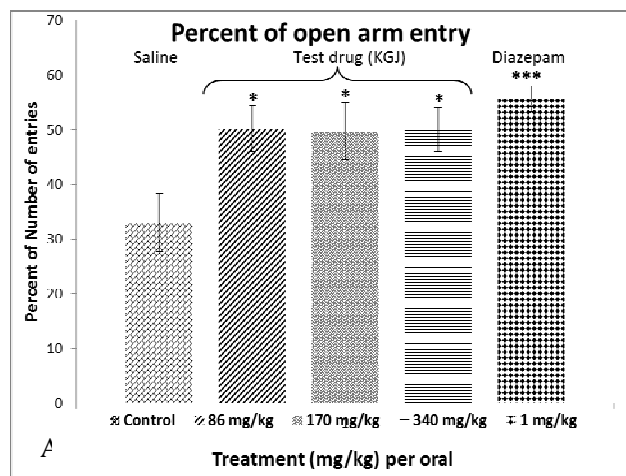 Percent of open arm entry
Saline Test drug (KGJ) Diazepam
***
* * *
70
60
50
40
30
20
10
0
Percent of Number of entries
Control 86 mg/kg 170 mg/kg 340 mg/kg 1 mg/kg
Treatment (mg/kg) per oral